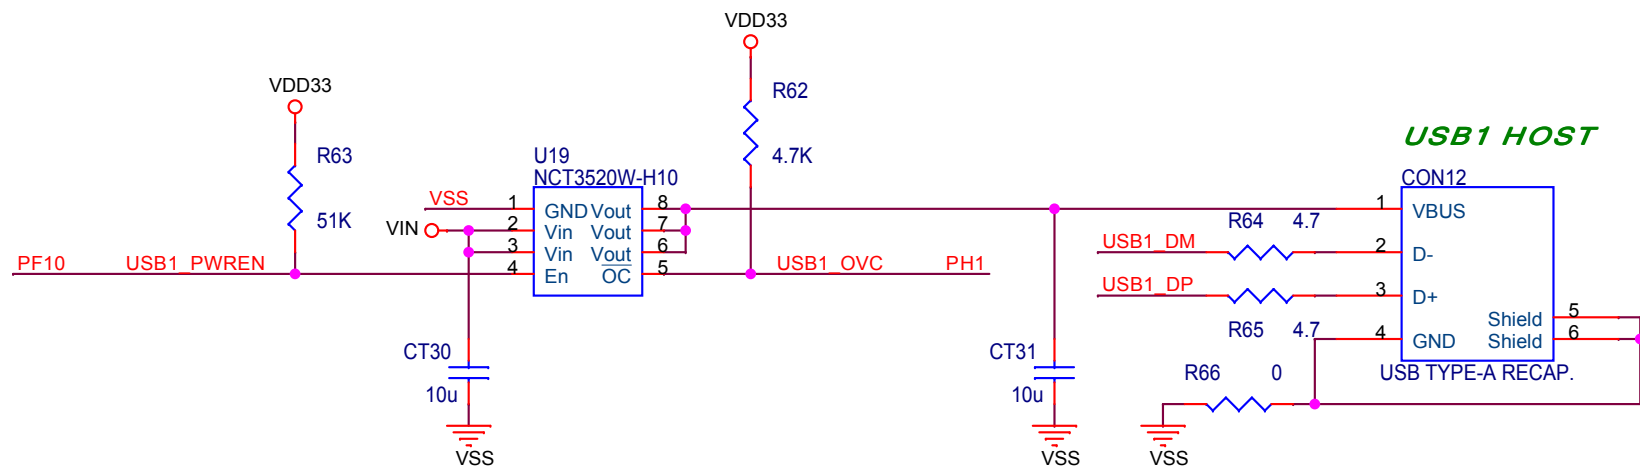 VDD33
VDD33
R62
4.7K
R63
51K
USB1 HOST
U19
NCT3520W-H10
CON12
VSS
1
GND
Vout
8
VIN
2
Vin
Vout
7
3
Vin
Vout
6
PF10
USB1_PWREN
4
En
OC
5
USB1_OVC
PH1
1
VBUS
R64
4.7
USB1_DM
2
D-
USB1_DP
3
D+
R65
4.7
4
GND
Shield
5
Shield
6
USB TYPE-A RECAP.
CT30
10u
CT31
10u
R66
0
VSS
VSS
VSS